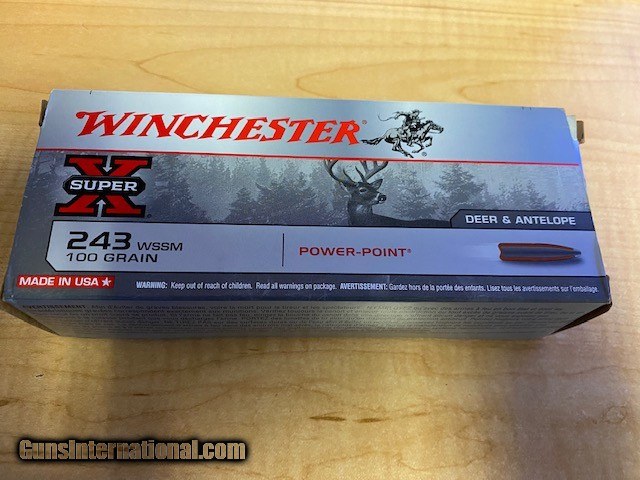 WINCHESTER®
X
SUPER
DEER & ANTELOPE
243 WSSM
100 GRAIN
POWER-POINT®
MADE IN USA★
WARNING: Keep out of reach of children. Read all warnings on package. AVERTISSEMENT: Gardez hors de la portée des enfants. Lisez tous les avertissements sur l'emballage.
GunsInternational.com